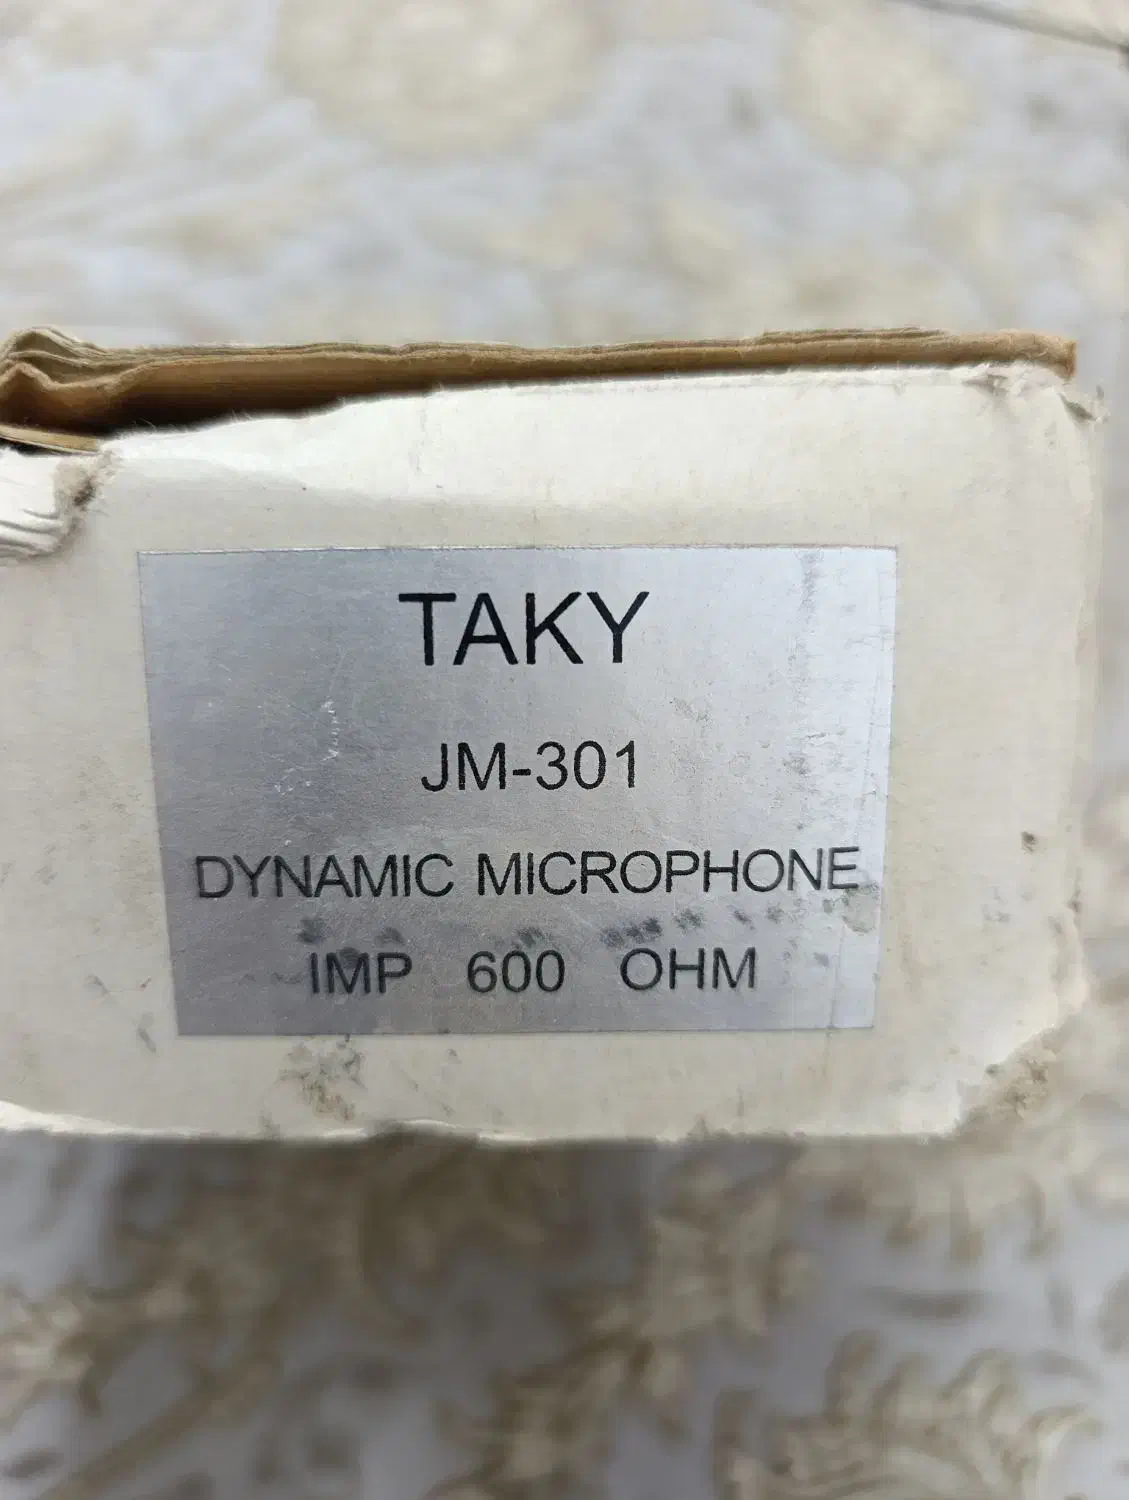 TAKY
JM-301
DYNAMIC MICROPHONE
IMP 600 OHM